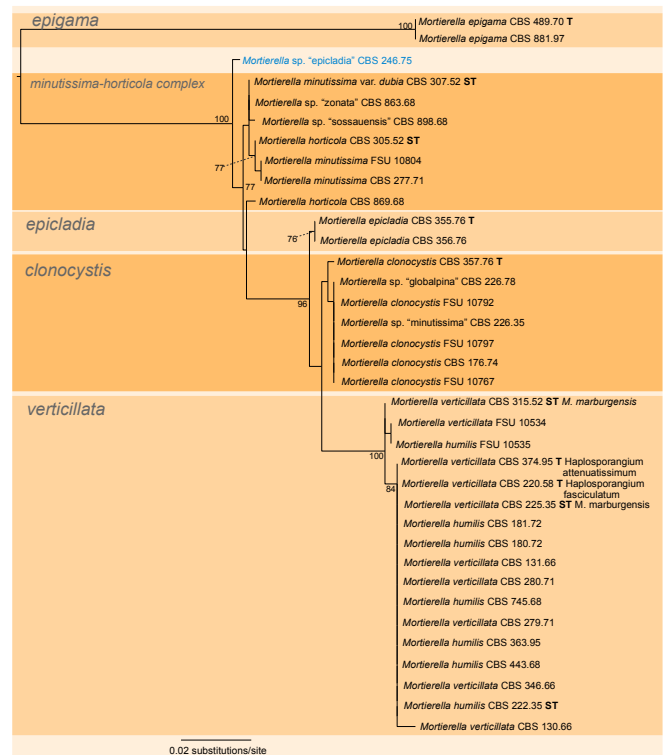 epigama
100
Mortierella epigama CBS 489.70 T
Mortierella epigama CBS 881.97
Mortierella sp. “epicladia” CBS 246.75
minutissima-horticola complex
Mortierella minutissima var. dubia CBS 307.52 ST
Mortierella sp. “zonata” CBS 863.68
100
Mortierella sp. “sossauensis” CBS 898.68
Mortierella horticola CBS 305.52 ST
77
Mortierella minutissima FSU 10804
77
Mortierella minutissima CBS 277.71
Mortierella horticola CBS 869.68
epicladia
Mortierella epicladia CBS 355.76 T
76
Mortierella epicladia CBS 356.76
clonocystis
Mortierella clonocystis CBS 357.76 T
Mortierella sp. “globalpina” CBS 226.78
96
Mortierella clonocystis FSU 10792
Mortierella sp. “minutissima” CBS 226.35
Mortierella clonocystis FSU 10797
Mortierella clonocystis CBS 176.74
Mortierella clonocystis FSU 10767
verticillata
Mortierella verticillata CBS 315.52 ST M. marburgensis
Mortierella verticillata FSU 10534
Mortierella humilis FSU 10535
100
Mortierella verticillata CBS 374.95 T Haplosporangium
attenuatissimum
Mortierella verticillata CBS 220.58 T Haplosporangium
fasciculatum
84
Mortierella verticillata CBS 225.35 ST M. marburgensis
Mortierella humilis CBS 181.72
Mortierella humilis CBS 180.72
Mortierella verticillata CBS 131.66
Mortierella verticillata CBS 280.71
Mortierella humilis CBS 745.68
Mortierella verticillata CBS 279.71
Mortierella humilis CBS 363.95
Mortierella humilis CBS 443.68
Mortierella verticillata CBS 346.66
Mortierella humilis CBS 222.35 ST
Mortierella verticillata CBS 130.66
0.02 substitutions/site